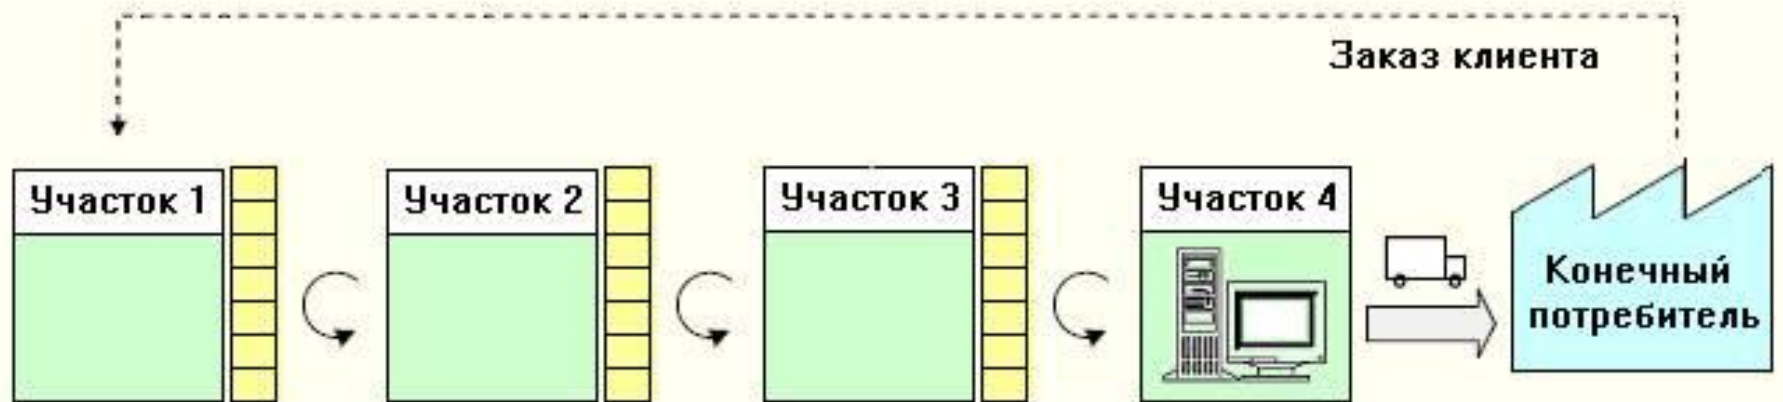 Заказ клиента
Участок 1
Участок 2
Участок 3
Участок 4
Конечный
потребитель